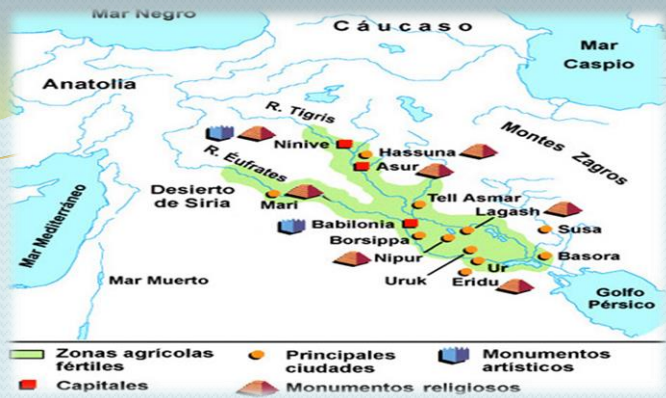 Mar Negro
Cáucaso
Mar
Caspio
Anatolia
R. Tigris
Montes Zagros
Ninive
Hassuna
Asur
R. Éufrates
Desierto
de Siria
Mari
Tell Asmar
Lagash
Mar Mediterráneo
Babilonia
Susa
Borsippa
Nipur
Basora
Ur
Mar Muerto
Uruk
Eridu
Golfo
Pérsico
Zonas agrícolas
fértiles
Principales
ciudades
Monumentos
artísticos
Capitales
Monumentos religiosos